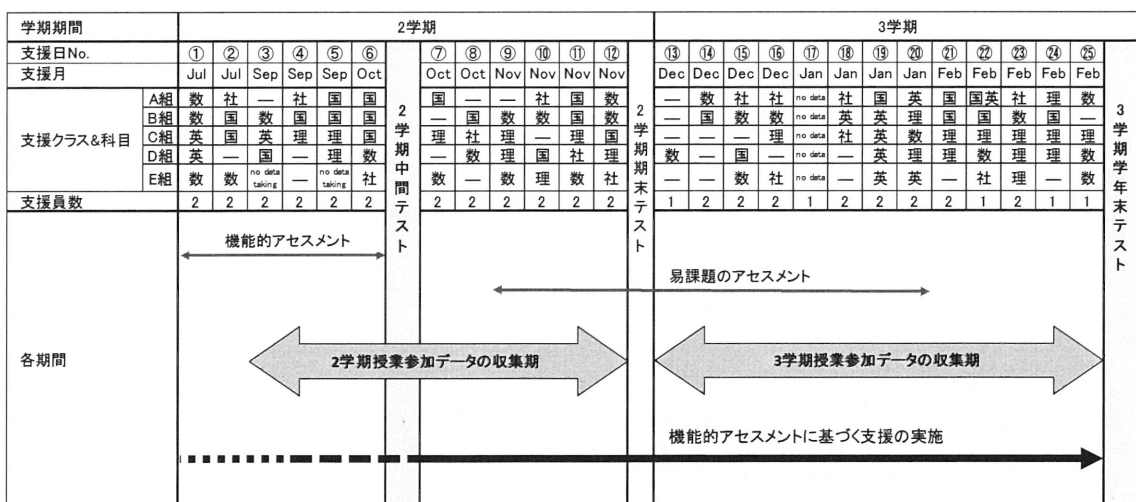 学期期間 2学期 3学期
支援日No. ① ② ③ ④ ⑤ ⑥ ⑦ ⑧ ⑨ ⑩ ⑪ ⑫ ⑬ ⑭ ⑮ ⑯ ⑰ ⑱ ⑲ ⑳ ㉑ ㉒ ㉓ ㉔ ㉕
支援月 Jul Jul Sep Sep Sep Oct Oct Oct Nov Nov Nov Nov Dec Dec Dec Dec Jan Jan Jan Jan Feb Feb Feb Feb Feb
支援クラス&科目
A組 数 社 — 社 国 国 国 — — 社 国 数 — 数 社 社 no data 社 国 英 国 国英 社 理 数
B組 数 国 数 国 国 国 — 国 数 数 国 数 — 国 数 数 no data 英 英 理 国 国 数 国 —
C組 英 国 英 理 理 国 理 社 理 — 理 国 — — — 理 no data 社 英 数 理 理 理 理 理
D組 英 — 国 — 理 数 — 数 理 国 社 理 数 — 国 — no data — 英 理 理 数 理 理 数
E組 数 数 no data taking — no data taking 社 数 — 数 理 数 社 — — 数 社 no data — 英 英 — 社 理 — 数
支援員数 2 2 2 2 2 2 2 2 2 2 2 2 1 2 2 2 1 2 2 2 2 1 2 1 1
2学期中間テスト
2学期期末テスト
3学期学年末テスト
各期間
機能的アセスメント
易課題のアセスメント
2学期授業参加データの収集期
3学期授業参加データの収集期
機能的アセスメントに基づく支援の実施